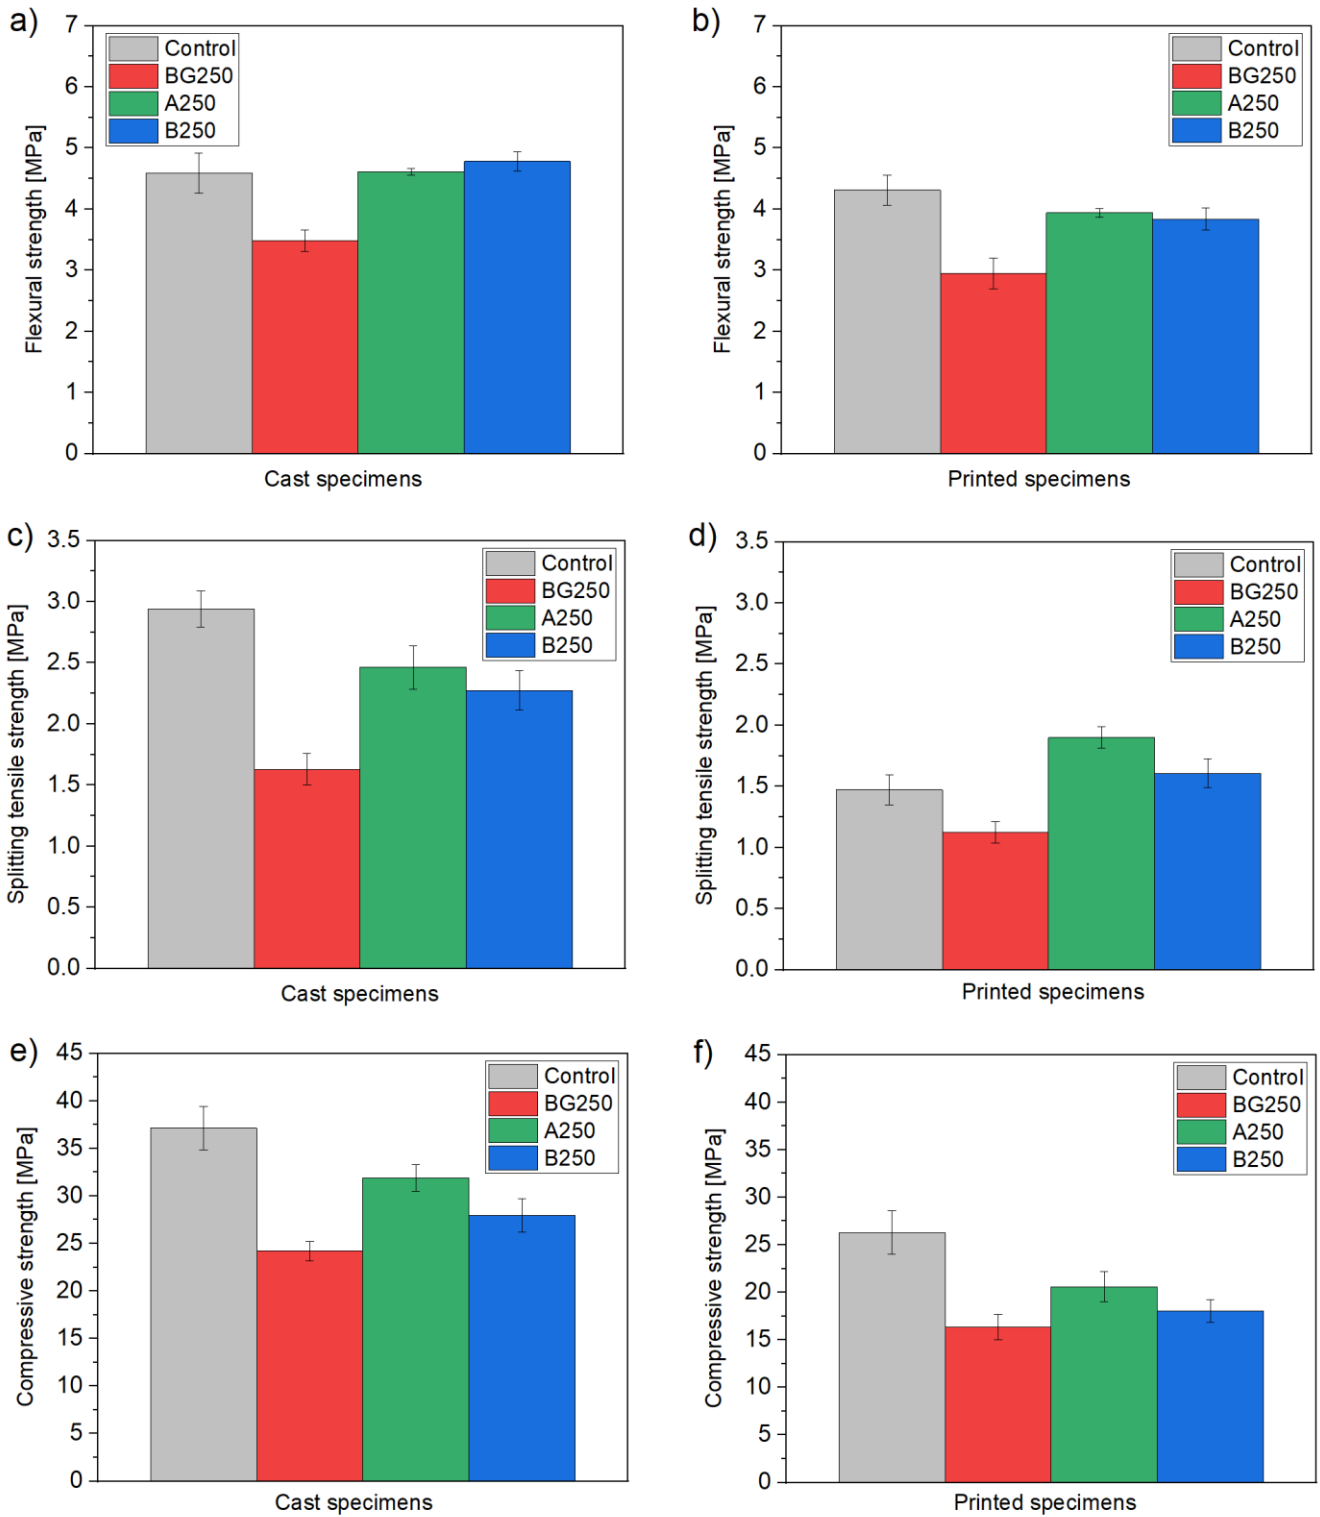 a)
7
6
5
4
3
2
1
0
Flexural strength [MPa]
Control
BG250
A250
B250
Cast specimens
b)
7
6
5
4
3
2
1
0
Flexural strength [MPa]
Control
BG250
A250
B250
Printed specimens
c)
3.5
3.0
2.5
2.0
1.5
1.0
0.5
0.0
Splitting tensile strength [MPa]
Control
BG250
A250
B250
Cast specimens
d)
3.5
3.0
2.5
2.0
1.5
1.0
0.5
0.0
Splitting tensile strength [MPa]
Control
BG250
A250
B250
Printed specimens
e)
45
40
35
30
25
20
15
10
5
0
Compressive strength [MPa]
Control
BG250
A250
B250
Cast specimens
f)
45
40
35
30
25
20
15
10
5
0
Compressive strength [MPa]
Control
BG250
A250
B250
Printed specimens